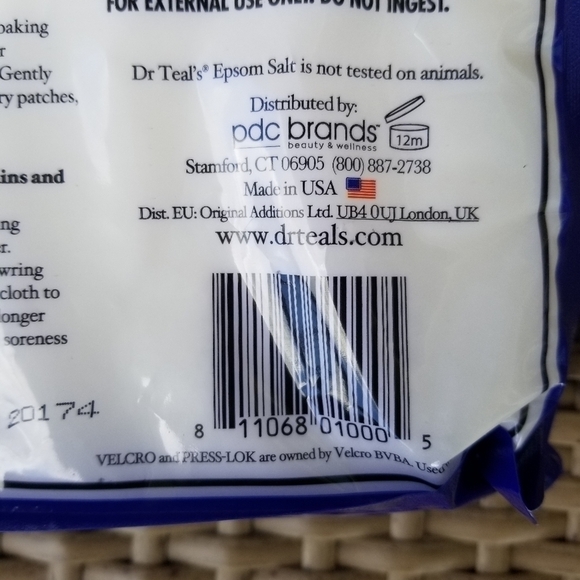 FOR EXTERNAL USE ONLY. DO NOT INGEST.
baking
r
Gently
ry patches,
Dr Teal's® Epsom Salt is not tested on animals.
Distributed by:
pdc brands™
beauty & wellness
12m
Stamford, CT 06905 (800) 887-2738
Made in USA
Dist. EU: Original Additions Ltd. UB4 0UJ London, UK
www.drteals.com
ins and
ng
r.
wring
cloth to
onger
soreness
20174
8 11068 01000 5
VELCRO and PRESS-LOK are owned by Velcro BVBA. Used